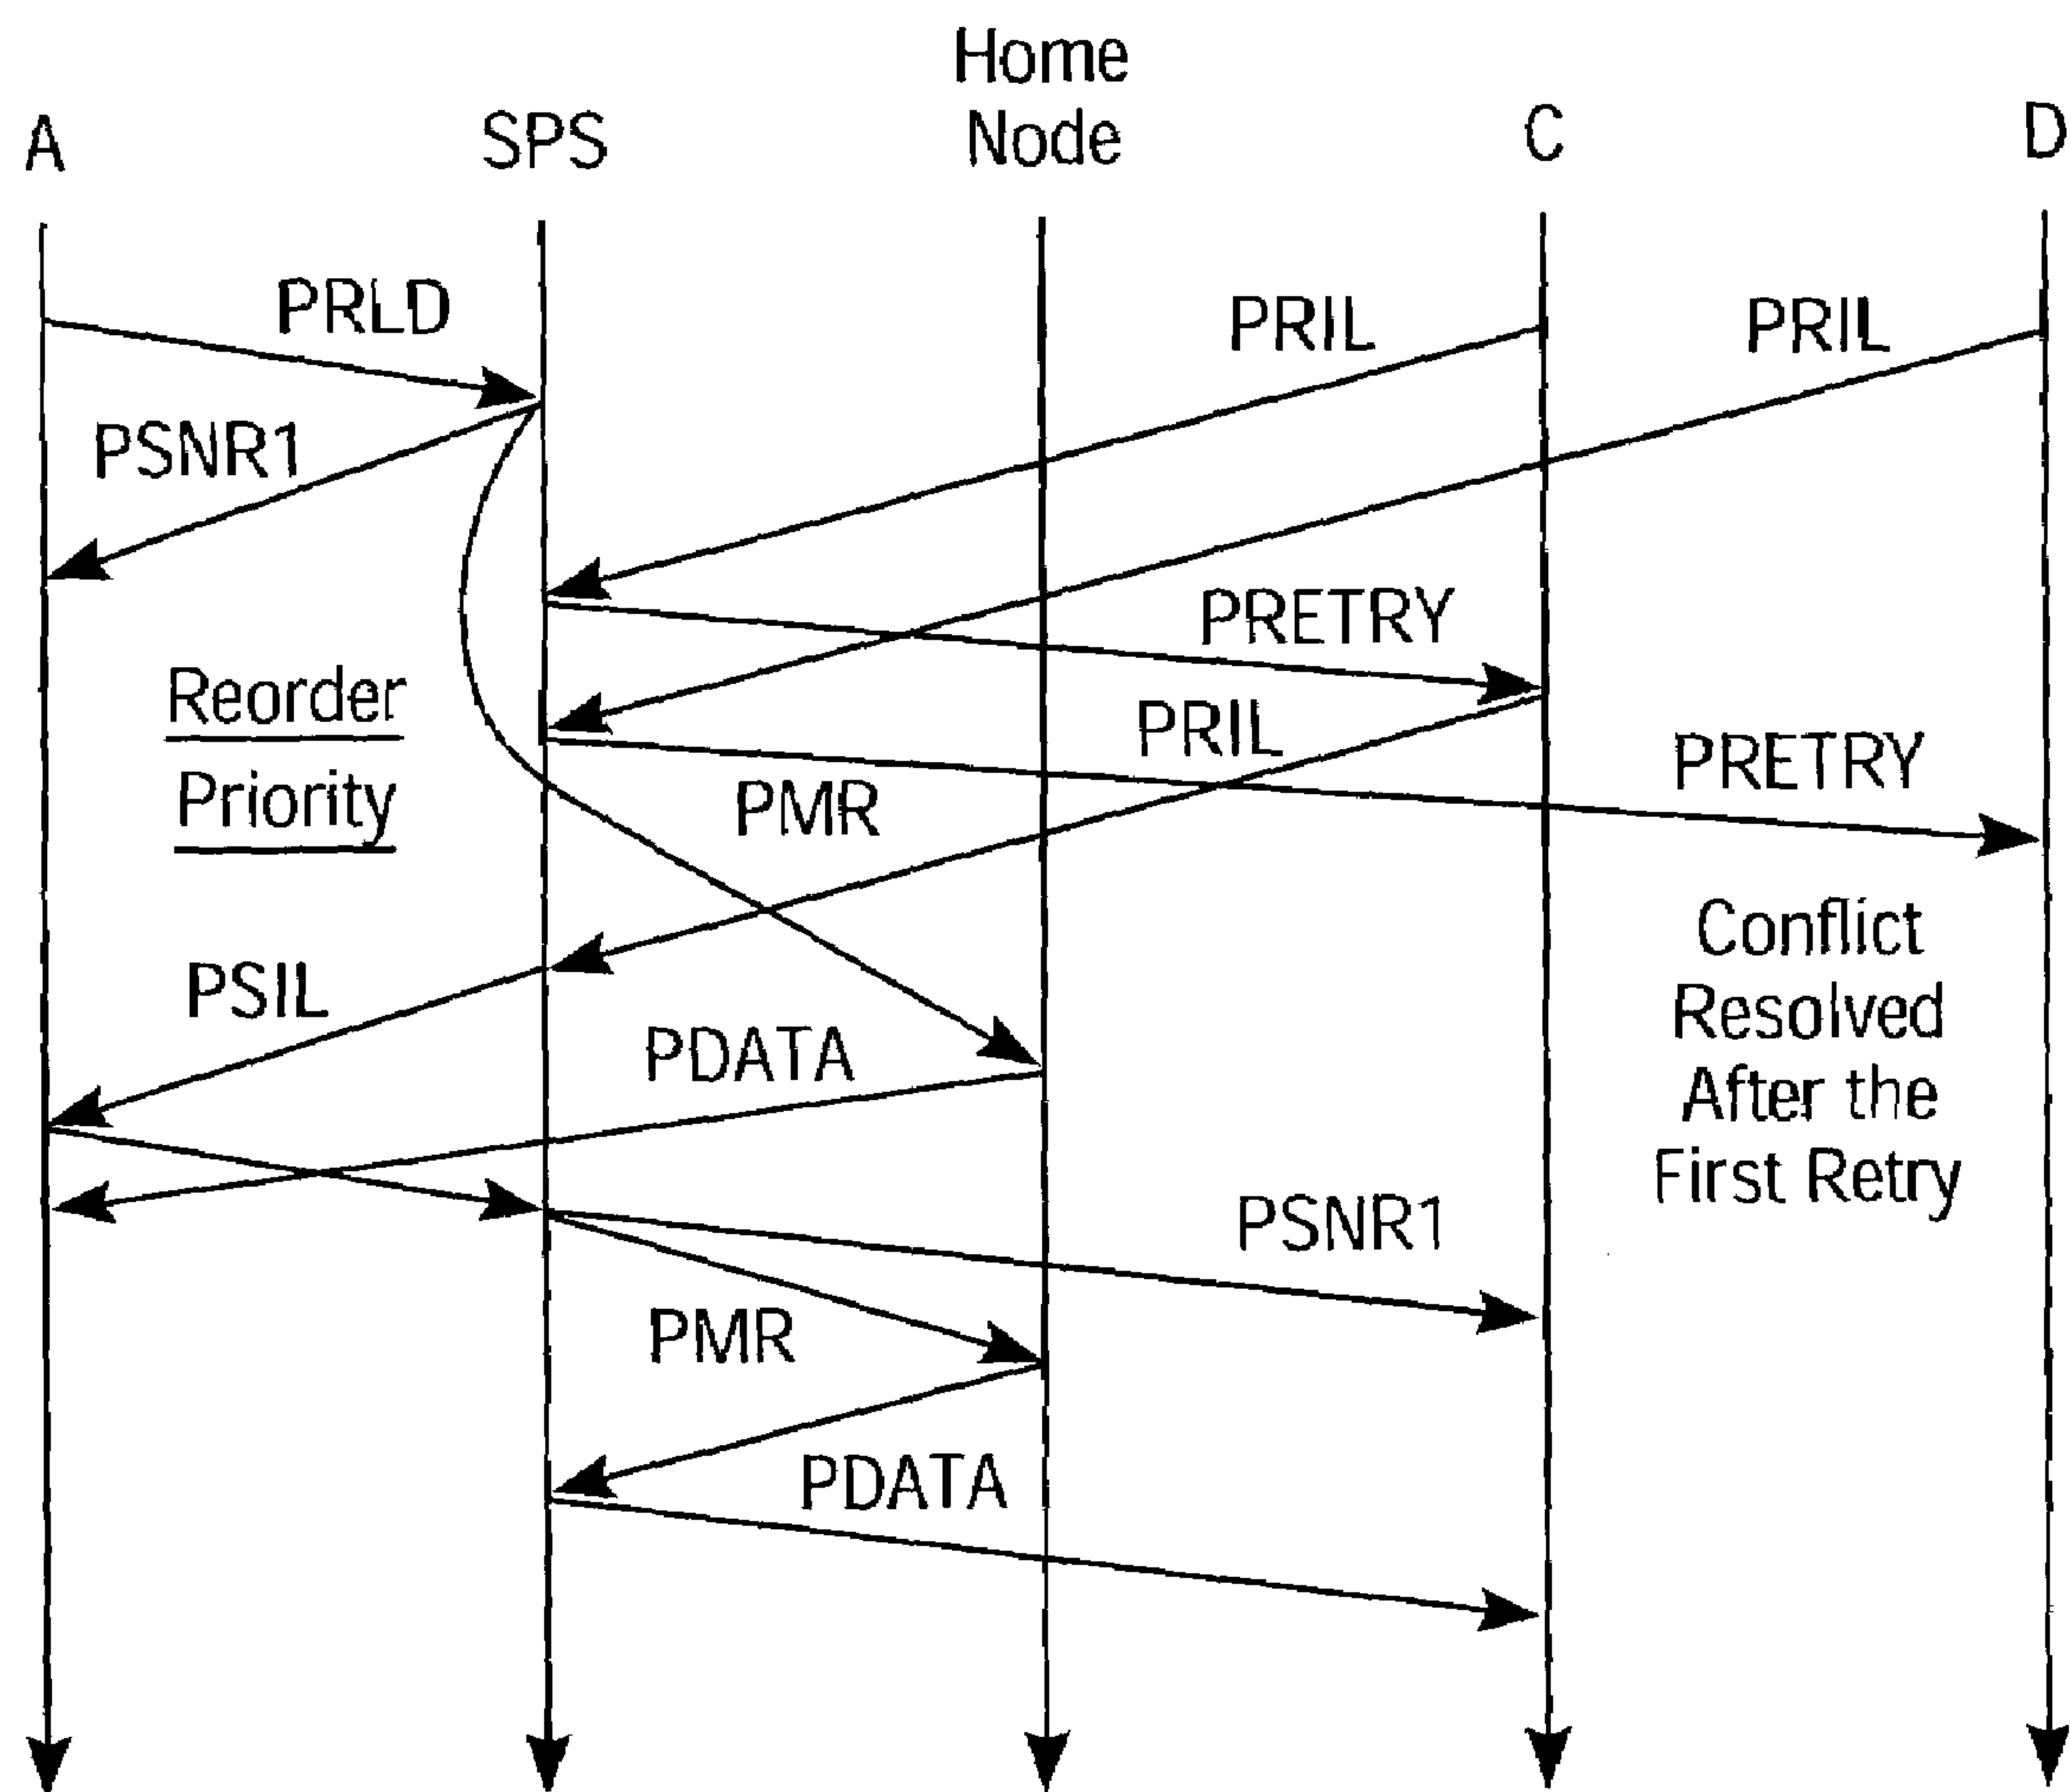 Home
Node
A
SPS
C
D
PRLD
PRIL
PRIL
PSNR1
PRETRY
Reorder
Priority
PRIL
PRETRY
PMR
Conflict
Resolved
After the
First Retry
PSIL
PDATA
PSNR1
PMR
PDATA